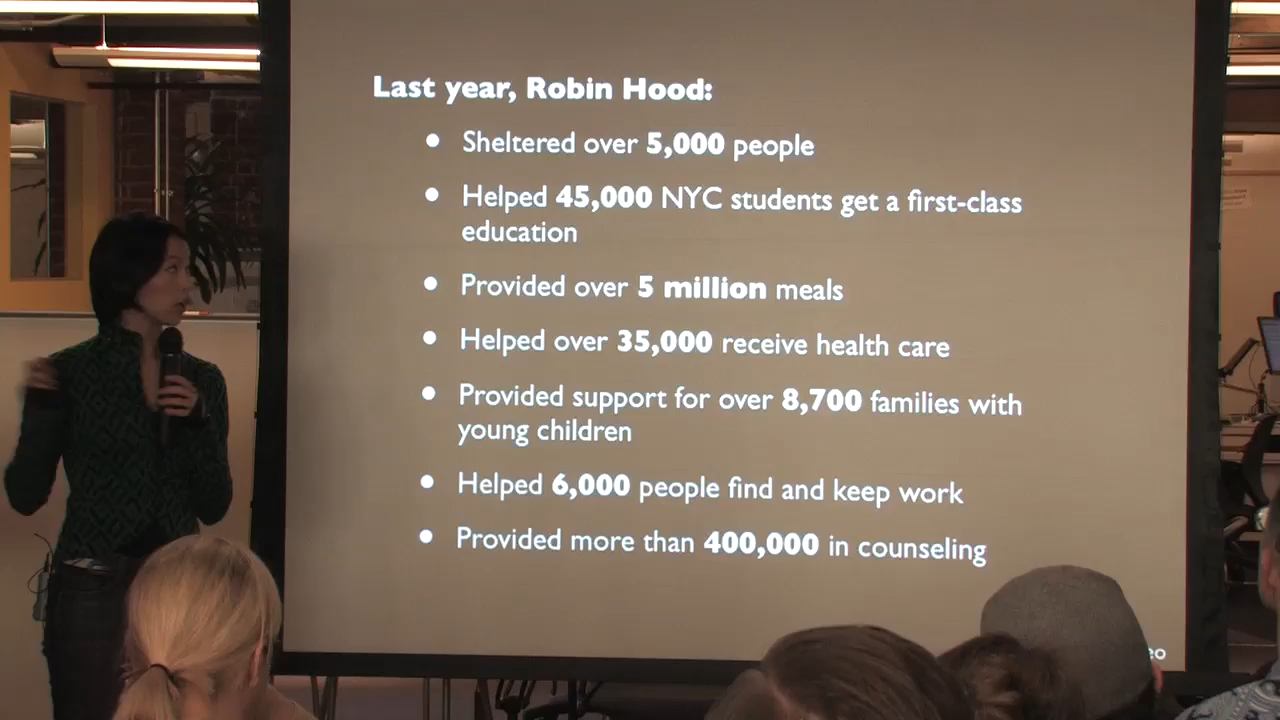 Last year, Robin Hood:
• Sheltered over 5,000 people
• Helped 45,000 NYC students get a first-class
education
• Provided over 5 million meals
• Helped over 35,000 receive health care
• Provided support for over 8,700 families with
young children
• Helped 6,000 people find and keep work
• Provided more than 400,000 in counseling